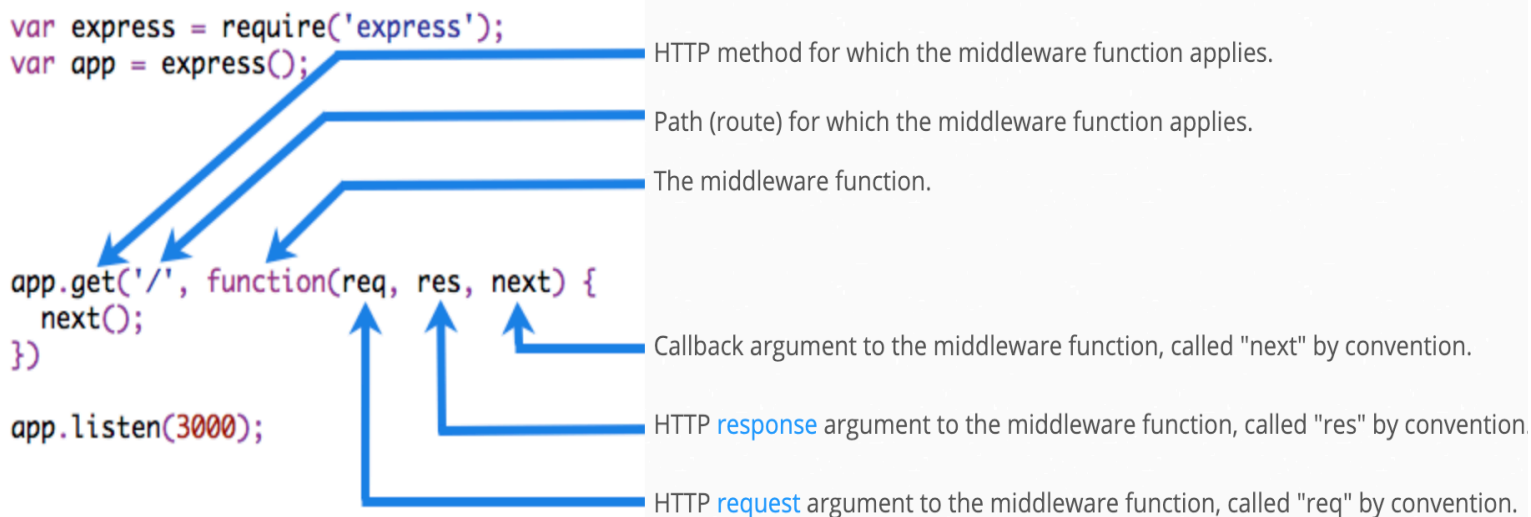 var express = require('express');
var app = express();
HTTP method for which the middleware function applies.
Path (route) for which the middleware function applies.
The middleware function.
app.get('/', function(req, res, next) {
next();
})
app.listen(3000);
Callback argument to the middleware function, called "next" by convention.
HTTP response argument to the middleware function, called "res" by convention.
HTTP request argument to the middleware function, called "req" by convention.